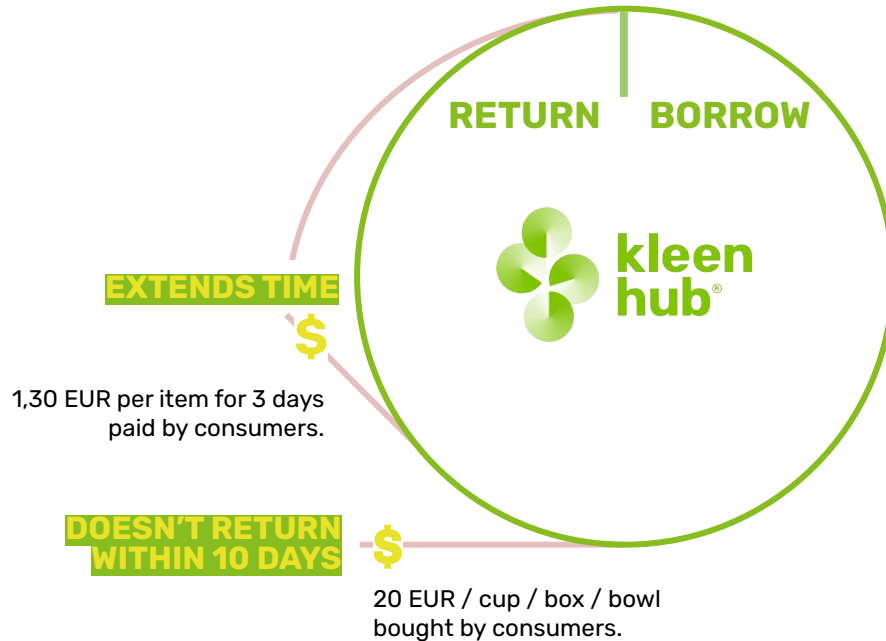 RETURN BORROW
kleen
hub®
EXTENDS TIME
$
1,30 EUR per item for 3 days
paid by consumers.
DOESN'T RETURN
WITHIN 10 DAYS
$
20 EUR / cup / box / bowl
bought by consumers.